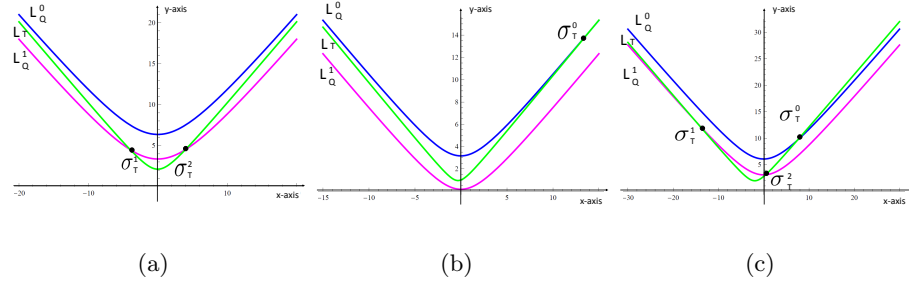 y-axis
L_Q^0
L_T
L_Q^1
20
15
10
5
σ_T^1
σ_T^2
−20
−10
10
x-axis
(a)
y-axis
L_Q^0
L_T
L_Q^1
14
12
10
8
6
4
2
σ_T^0
−15
−10
−5
5
10
15
x-axis
(b)
y-axis
L_Q^0
L_T
L_Q^1
30
25
20
15
10
5
σ_T^1
σ_T^0
σ_T^2
−30
−20
−10
10
20
x-axis
(c)